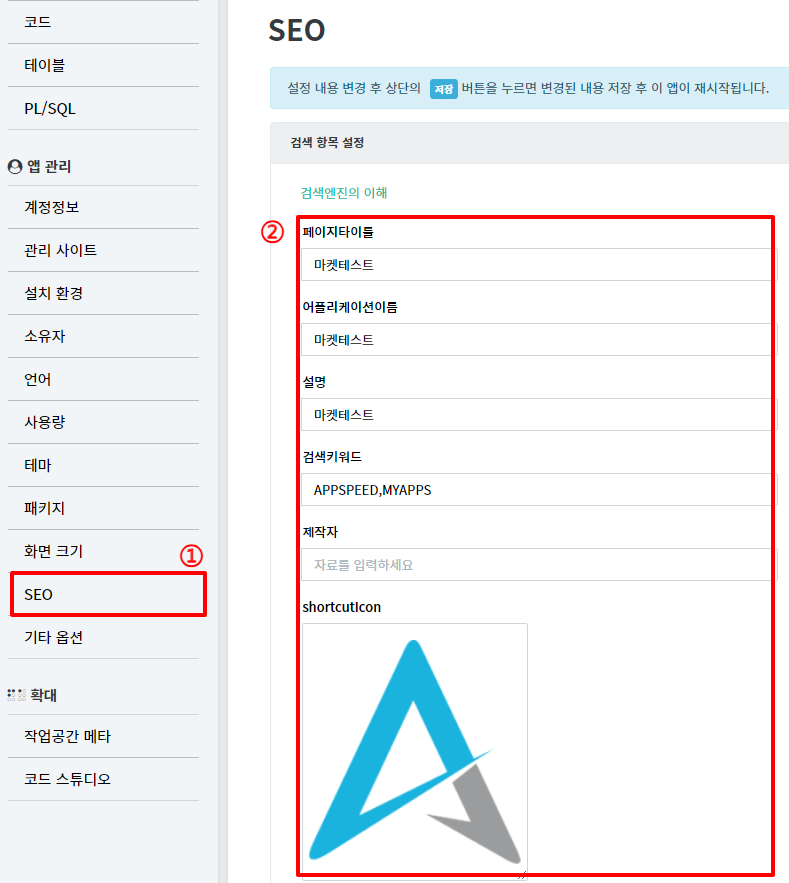 코드
테이블
PL/SQL
앱 관리
계정정보
관리 사이트
설치 환경
소유자
언어
사용량
테마
패키지
화면 크기
①
SEO
기타 옵션
확대
작업공간 메타
코드 스튜디오
SEO
설정 내용 변경 후 상단의 저장 버튼을 누르면 변경된 내용 저장 후 이 앱이 재시작됩니다.
검색 항목 설정
검색엔진의 이해
②
페이지타이틀
마켓테스트
어플리케이션이름
마켓테스트
설명
마켓테스트
검색키워드
APPSPEED,MYAPPS
제작자
자료를 입력하세요
shortcutIcon